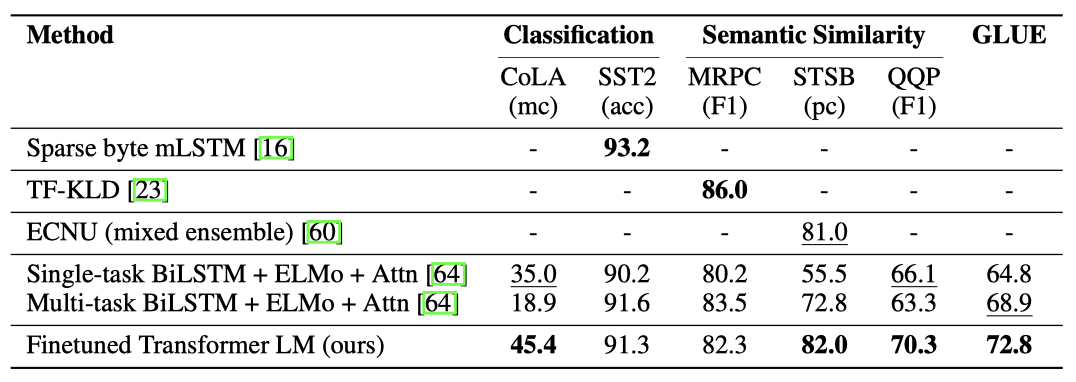 Method Classification Semantic Similarity GLUE
CoLA SST2 MRPC STSB QQP
(mc) (acc) (F1) (pc) (F1)
Sparse byte mLSTM [16] - 93.2 - - - -
TF-KLD [23] - - 86.0 - - -
ECNU (mixed ensemble) [60] - - - 81.0 - -
Single-task BiLSTM + ELMo + Attn [64] 35.0 90.2 80.2 55.5 66.1 64.8
Multi-task BiLSTM + ELMo + Attn [64] 18.9 91.6 83.5 72.8 63.3 68.9
Finetuned Transformer LM (ours) 45.4 91.3 82.3 82.0 70.3 72.8